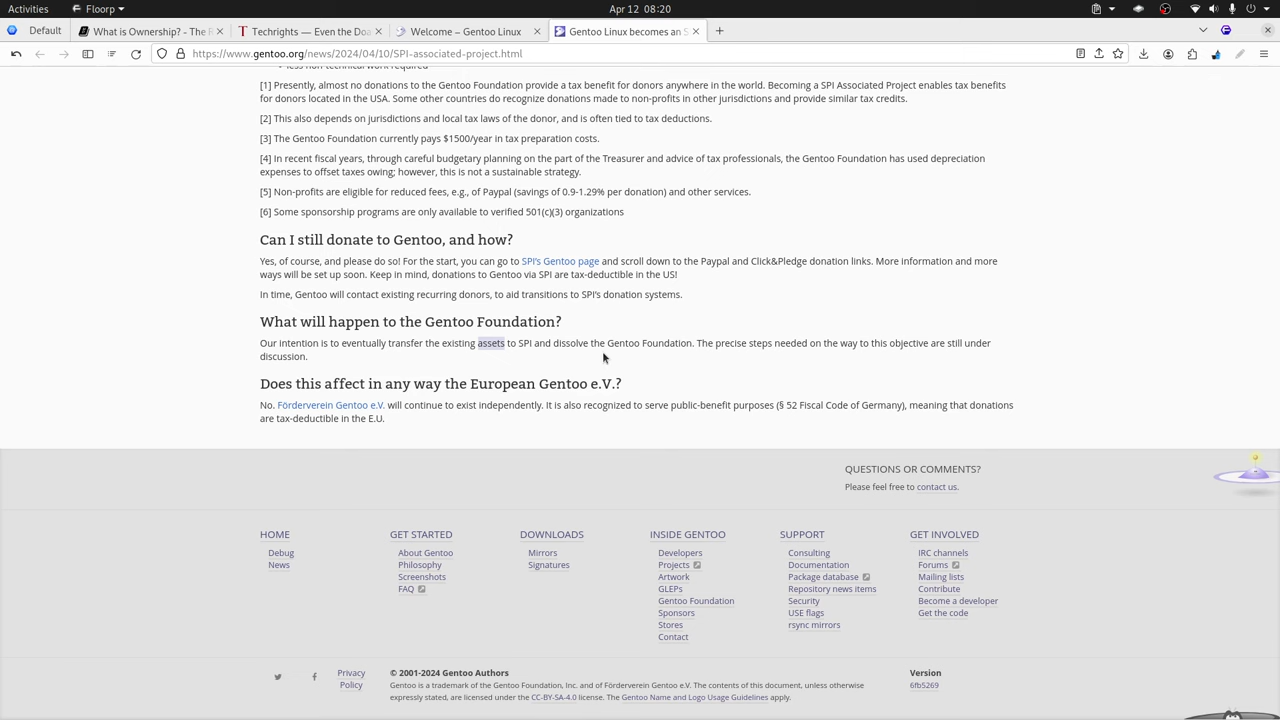 Activities
Floorp
Apr 12 08:20
Default
What is Ownership? - The R
Techrights — Even the Doa
Welcome – Gentoo Linux
Gentoo Linux becomes an S
https://www.gentoo.org/news/2024/04/10/SPI-associated-project.html
less non-technical work required
[1] Presently, almost no donations to the Gentoo Foundation provide a tax benefit for donors anywhere in the world. Becoming a SPI Associated Project enables tax benefits
for donors located in the USA. Some other countries do recognize donations made to non-profits in other jurisdictions and provide similar tax credits.
[2] This also depends on jurisdictions and local tax laws of the donor, and is often tied to tax deductions.
[3] The Gentoo Foundation currently pays $1500/year in tax preparation costs.
[4] In recent fiscal years, through careful budgetary planning on the part of the Treasurer and advice of tax professionals, the Gentoo Foundation has used depreciation
expenses to offset taxes owing; however, this is not a sustainable strategy.
[5] Non-profits are eligible for reduced fees, e.g., of Paypal (savings of 0.9-1.29% per donation) and other services.
[6] Some sponsorship programs are only available to verified 501(c)(3) organizations
Can I still donate to Gentoo, and how?
Yes, of course, and please do so! For the start, you can go to SPI's Gentoo page and scroll down to the Paypal and Click&Pledge donation links. More information and more
ways will be set up soon. Keep in mind, donations to Gentoo via SPI are tax-deductible in the US!
In time, Gentoo will contact existing recurring donors, to aid transitions to SPI's donation systems.
What will happen to the Gentoo Foundation?
Our intention is to eventually transfer the existing assets to SPI and dissolve the Gentoo Foundation. The precise steps needed on the way to this objective are still under
discussion.
Does this affect in any way the European Gentoo e.V.?
No. Förderverein Gentoo e.V. will continue to exist independently. It is also recognized to serve public-benefit purposes (§ 52 Fiscal Code of Germany), meaning that donations
are tax-deductible in the E.U.
QUESTIONS OR COMMENTS?
Please feel free to contact us.
HOME
Debug
News
GET STARTED
About Gentoo
Philosophy
Screenshots
FAQ
DOWNLOADS
Mirrors
Signatures
INSIDE GENTOO
Developers
Projects
Artwork
GLEPs
Gentoo Foundation
Sponsors
Stores
Contact
SUPPORT
Consulting
Documentation
Package database
Repository news items
Security
USE flags
rsync mirrors
GET INVOLVED
IRC channels
Forums
Mailing lists
Contribute
Become a developer
Get the code
Privacy
Policy
© 2001-2024 Gentoo Authors
Gentoo is a trademark of the Gentoo Foundation, Inc. and of Förderverein Gentoo e.V. The contents of this document, unless otherwise
expressly stated, are licensed under the CC-BY-SA-4.0 license. The Gentoo Name and Logo Usage Guidelines apply.
Version
6fb5269